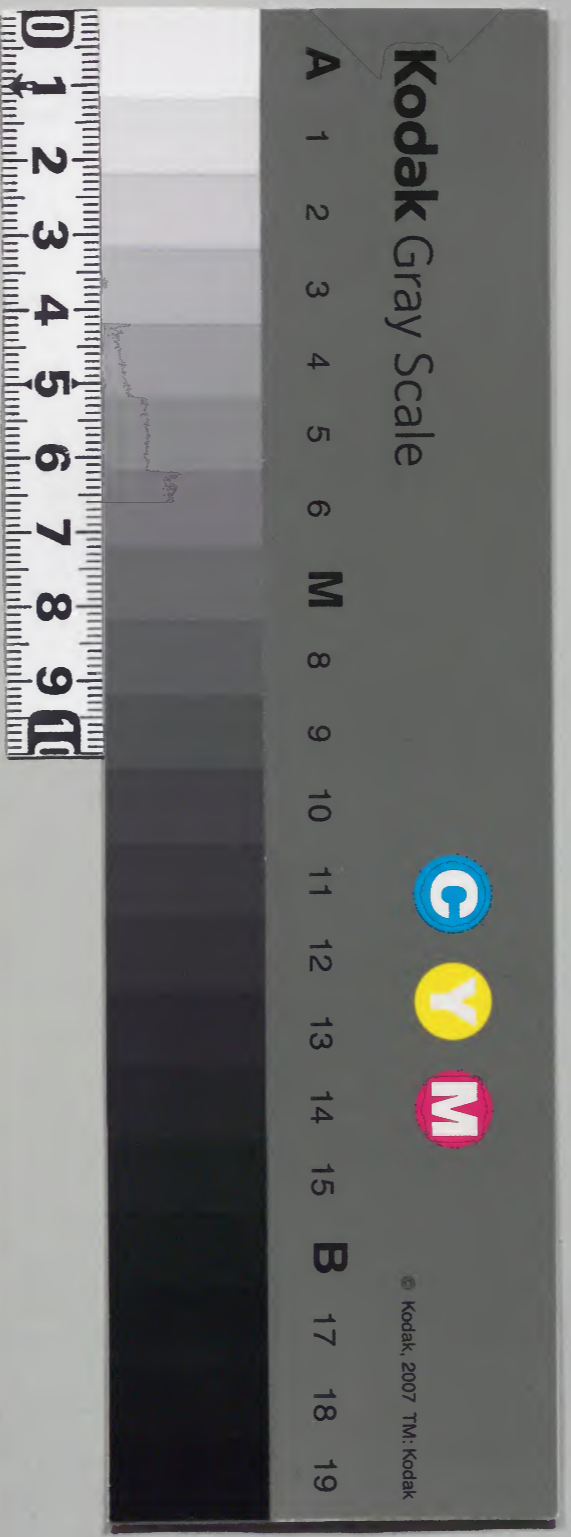 Kodak Gray Scale
C Y M
© Kodak, 2007 TM: Kodak
A 1 2 3 4 5 6 M 8 9 10 11 12 13 14 15 B 17 18 19
0 1 2 3 4 5 6 7 8 9 10